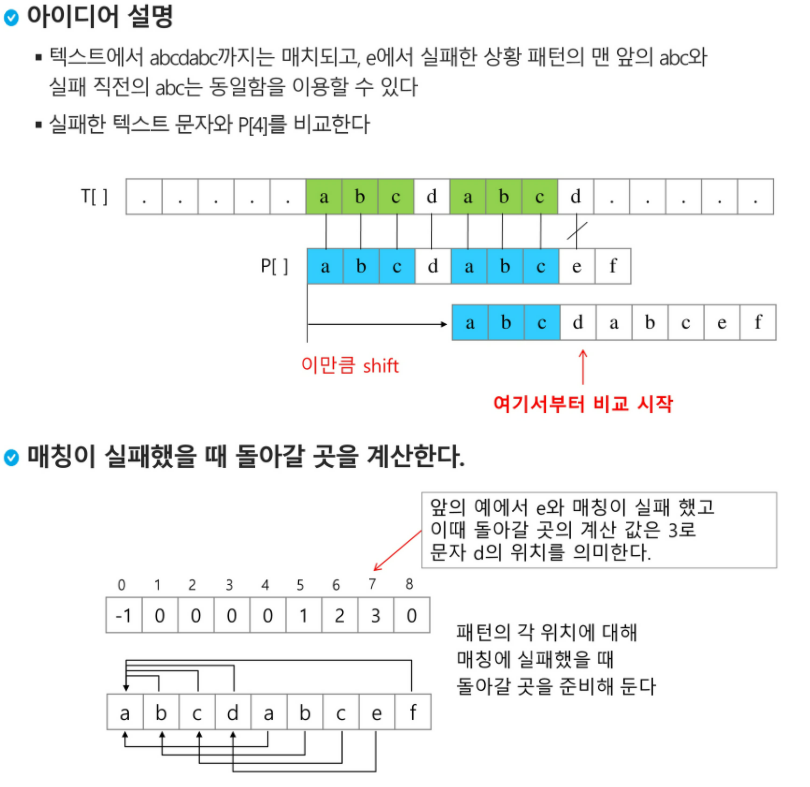 아이디어 설명
▪ 텍스트에서 abcdabc까지는 매치되고, e에서 실패한 상황 패턴의 맨 앞의 abc와
실패 직전의 abc는 동일함을 이용할 수 있다
▪ 실패한 텍스트 문자와 P[4]를 비교한다
T[ ] . . . . . a b c d a b c d . . . . .
P[ ] a b c d a b c e f
a b c d a b c e f
이만큼 shift
여기서부터 비교 시작
매칭이 실패했을 때 돌아갈 곳을 계산한다.
앞의 예에서 e와 매칭이 실패 했고
이때 돌아갈 곳의 계산 값은 3로
문자 d의 위치를 의미한다.
0 1 2 3 4 5 6 7 8
-1 0 0 0 0 1 2 3 0
패턴의 각 위치에 대해
매칭에 실패했을 때
돌아갈 곳을 준비해 둔다
a b c d a b c e f